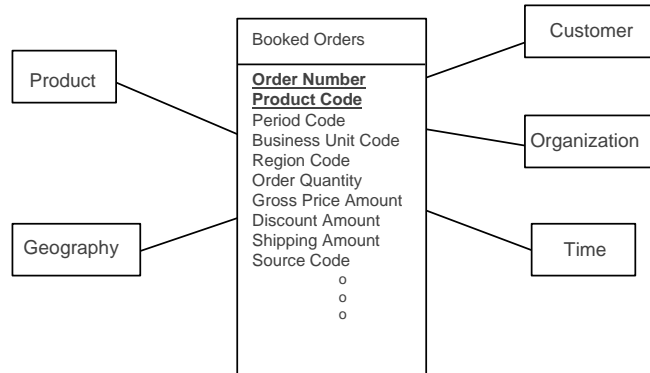 Product
Geography
Booked Orders
Order Number
Product Code
Period Code
Business Unit Code
Region Code
Order Quantity
Gross Price Amount
Discount Amount
Shipping Amount
Source Code
o
o
o
Customer
Organization
Time